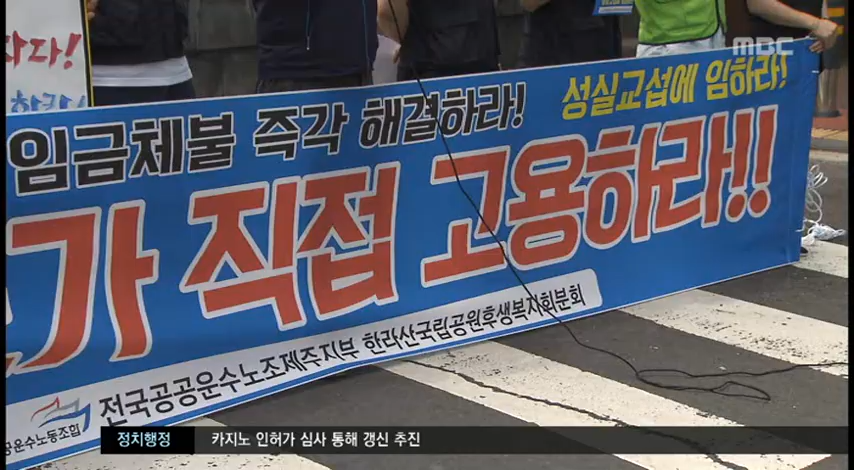 하자다!
MBC
임금체불 즉각 해결하라! 성실교섭에 임하라!
가 직접 고용하라!!
전국공공운수노조제주지부 한라산국립공원후생복지회분회
공운수노동조합
정치행정 카지노 인허가 심사 통해 갱신 추진